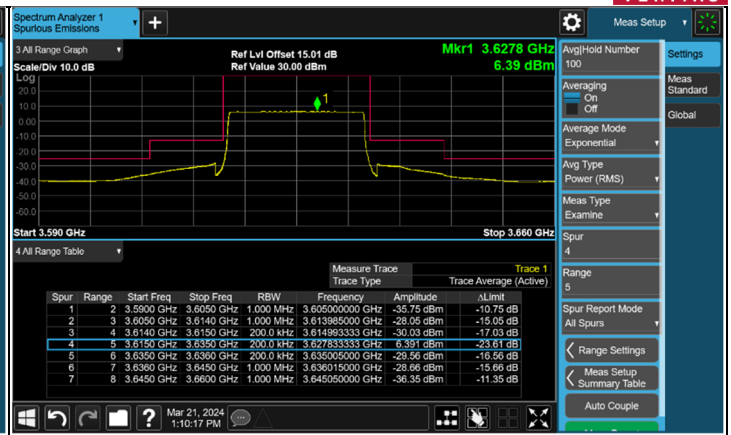 Spectrum Analyzer 1
Spurious Emissions
Meas Setup
3 All Range Graph
Ref Lvl Offset 15.01 dB
Mkr1 3.6278 GHz
Scale/Div 10.0 dB
Ref Value 30.00 dBm
6.39 dBm
Log
20.0
10.0
0.00
-10.0
-20.0
-30.0
-40.0
-50.0
-60.0
1
Start 3.590 GHz
Stop 3.660 GHz
4 All Range Table
Measure Trace Trace 1
Trace Type Trace Average (Active)
Spur Range Start Freq Stop Freq RBW Frequency Amplitude ΔLimit
1 2 3.5900 GHz 3.6050 GHz 1.000 MHz 3.605000000 GHz -35.75 dBm -10.75 dB
2 3 3.6050 GHz 3.6140 GHz 1.000 MHz 3.613985000 GHz -28.05 dBm -15.05 dB
3 4 3.6140 GHz 3.6150 GHz 200.0 kHz 3.614993333 GHz -30.03 dBm -17.03 dB
4 5 3.6150 GHz 3.6350 GHz 200.0 kHz 3.627833333 GHz 6.391 dBm -23.61 dB
5 6 3.6350 GHz 3.6360 GHz 200.0 kHz 3.635005000 GHz -29.56 dBm -16.56 dB
6 7 3.6360 GHz 3.6450 GHz 1.000 MHz 3.636015000 GHz -28.66 dBm -15.66 dB
7 8 3.6450 GHz 3.6600 GHz 1.000 MHz 3.645050000 GHz -36.35 dBm -11.35 dB
Avg|Hold Number
100
Averaging
On
Off
Average Mode
Exponential
Avg Type
Power (RMS)
Meas Type
Examine
Spur
4
Range
5
Spur Report Mode
All Spurs
Range Settings
Meas Setup
Summary Table
Auto Couple
Settings
Meas
Standard
Global
Mar 21, 2024
1:10:17 PM